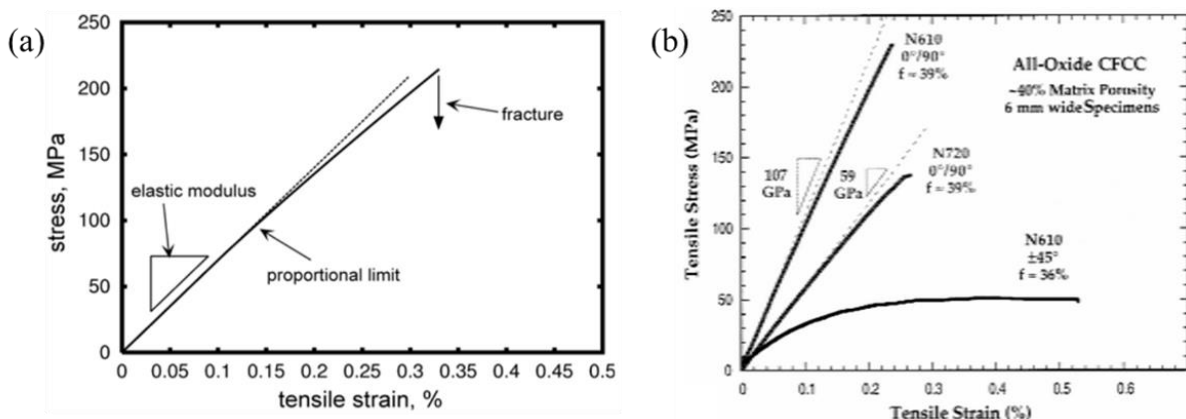 (a)
250
200
150
100
50
0
stress, MPa
elastic modulus
proportional limit
fracture
0 0.05 0.1 0.15 0.2 0.25 0.3 0.35 0.4 0.45 0.5
tensile strain, %
(b)
250
200
150
100
50
0
Tensile Stress (MPa)
N610
0°/90°
f = 39%
All-Oxide CFCC
~40% Matrix Porosity
6 mm wide Specimens
107
GPa
59
GPa
N720
0°/90°
f = 39%
N610
±45°
f = 36%
0 0.1 0.2 0.3 0.4 0.5 0.6
Tensile Strain (%)